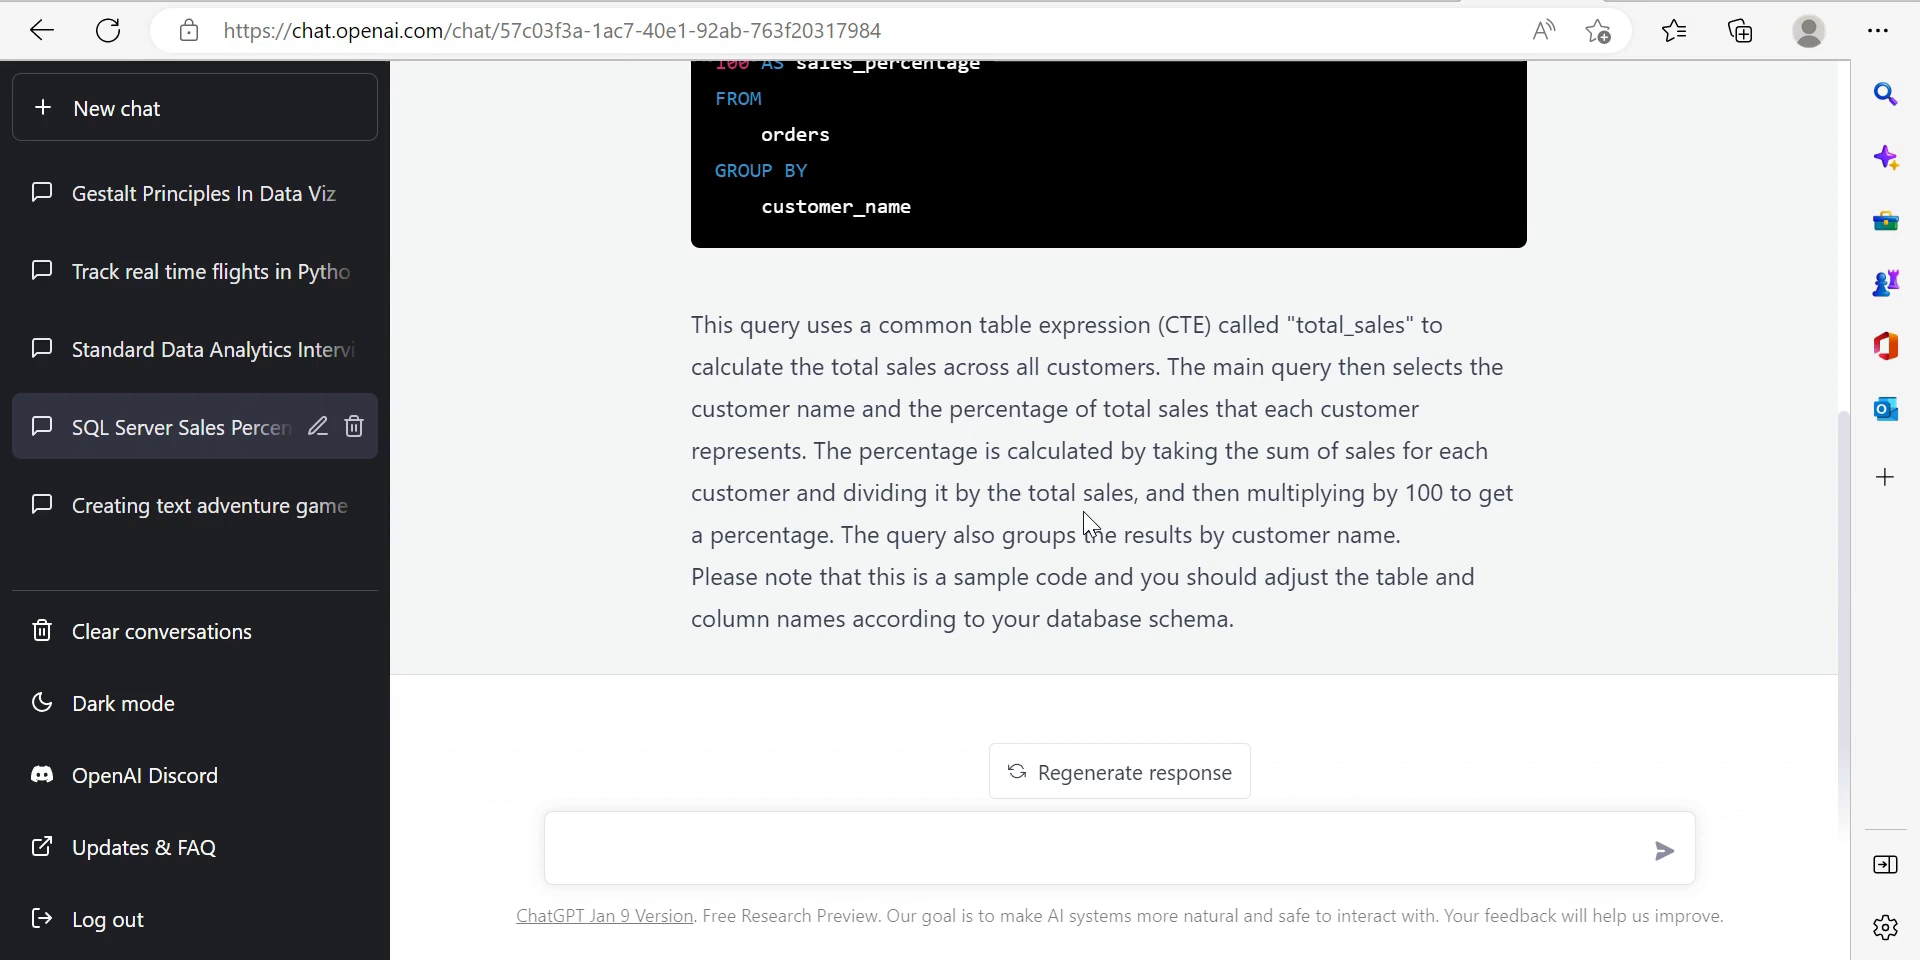 https://chat.openai.com/chat/57c03f3a-1ac7-40e1-92ab-763f20317984
New chat
Gestalt Principles In Data Viz
Track real time flights in Pytho
Standard Data Analytics Intervi
SQL Server Sales Percen
Creating text adventure game
Clear conversations
Dark mode
OpenAI Discord
Updates & FAQ
Log out
100 AS sales_percentage
FROM
orders
GROUP BY
customer_name
This query uses a common table expression (CTE) called "total_sales" to
calculate the total sales across all customers. The main query then selects the
customer name and the percentage of total sales that each customer
represents. The percentage is calculated by taking the sum of sales for each
customer and dividing it by the total sales, and then multiplying by 100 to get
a percentage. The query also groups the results by customer name.
Please note that this is a sample code and you should adjust the table and
column names according to your database schema.
Regenerate response
ChatGPT Jan 9 Version. Free Research Preview. Our goal is to make AI systems more natural and safe to interact with. Your feedback will help us improve.